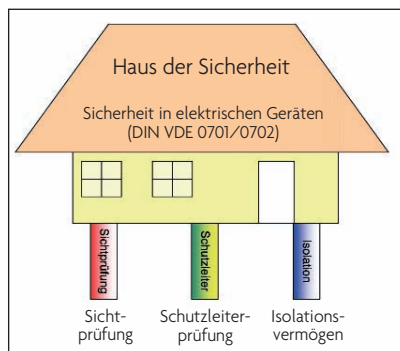 Haus der Sicherheit
Sicherheit in elektrischen Geräten
(DIN VDE 0701/0702)
Sichtprüfung
Schutzleiter
Isolation
Sicht-
prüfung
Schutzleiter-
prüfung
Isolations-
vermögen